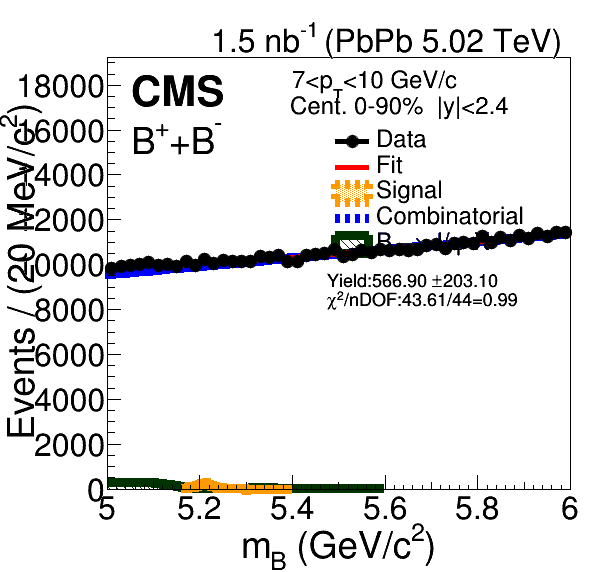 1.5 nb⁻¹ (PbPb 5.02 TeV)
CMS
B⁺+B⁻
7<p_T<10 GeV/c
Cent. 0-90% |y|<2.4
Data
Fit
Signal
Combinatorial
Yield:566.90 ±203.10
χ²/nDOF:43.61/44=0.99
Events / (20 MeV/c²)
18000
16000
14000
12000
10000
8000
6000
4000
2000
0
5 5.2 5.4 5.6 5.8 6
m_B (GeV/c²)